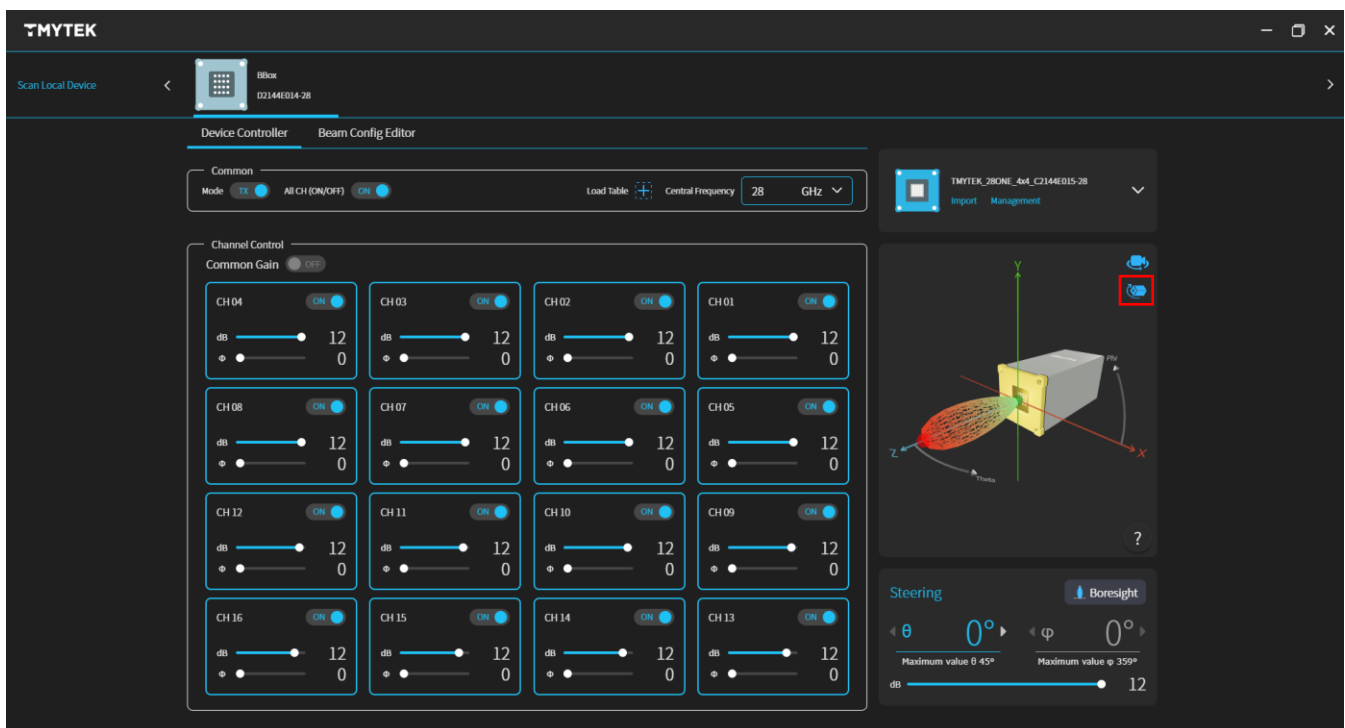 TMYTEK
Scan Local Device
BBox
D2144E014-28
Device Controller Beam Config Editor
Common
Mode TX All CH (ON/OFF) ON Load Table Central Frequency 28 GHz
TMYTEK_28ONE_4x4_C2144E015-28
Import Management
Channel Control
Common Gain OFF
CH 04 ON CH 03 ON CH 02 ON CH 01 ON
dB 12 dB 12 dB 12 dB 12
Φ 0 Φ 0 Φ 0 Φ 0
CH 08 ON CH 07 ON CH 06 ON CH 05 ON
dB 12 dB 12 dB 12 dB 12
Φ 0 Φ 0 Φ 0 Φ 0
CH 12 ON CH 11 ON CH 10 ON CH 09 ON
dB 12 dB 12 dB 12 dB 12
Φ 0 Φ 0 Φ 0 Φ 0
CH 16 ON CH 15 ON CH 14 ON CH 13 ON
dB 12 dB 12 dB 12 dB 12
Φ 0 Φ 0 Φ 0 Φ 0
Y
Phi
Z X
Theta
?
Steering Boresight
θ 0° φ 0°
Maximum value θ 45° Maximum value φ 359°
dB 12